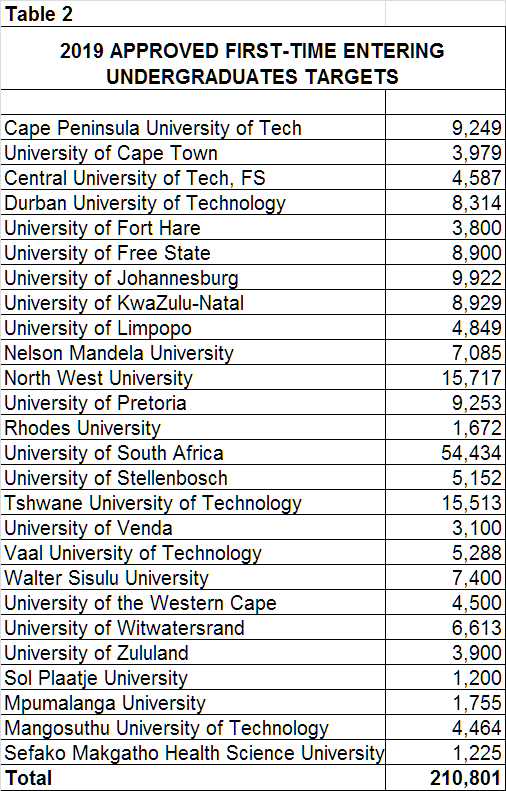 Table 2
2019 APPROVED FIRST-TIME ENTERING
UNDERGRADUATES TARGETS
Cape Peninsula University of Tech 9,249
University of Cape Town 3,979
Central University of Tech, FS 4,587
Durban University of Technology 8,314
University of Fort Hare 3,800
University of Free State 8,900
University of Johannesburg 9,922
University of KwaZulu-Natal 8,929
University of Limpopo 4,849
Nelson Mandela University 7,085
North West University 15,717
University of Pretoria 9,253
Rhodes University 1,672
University of South Africa 54,434
University of Stellenbosch 5,152
Tshwane University of Technology 15,513
University of Venda 3,100
Vaal University of Technology 5,288
Walter Sisulu University 7,400
University of the Western Cape 4,500
University of Witwatersrand 6,613
University of Zululand 3,900
Sol Plaatje University 1,200
Mpumalanga University 1,755
Mangosuthu University of Technology 4,464
Sefako Makgatho Health Science University 1,225
Total 210,801